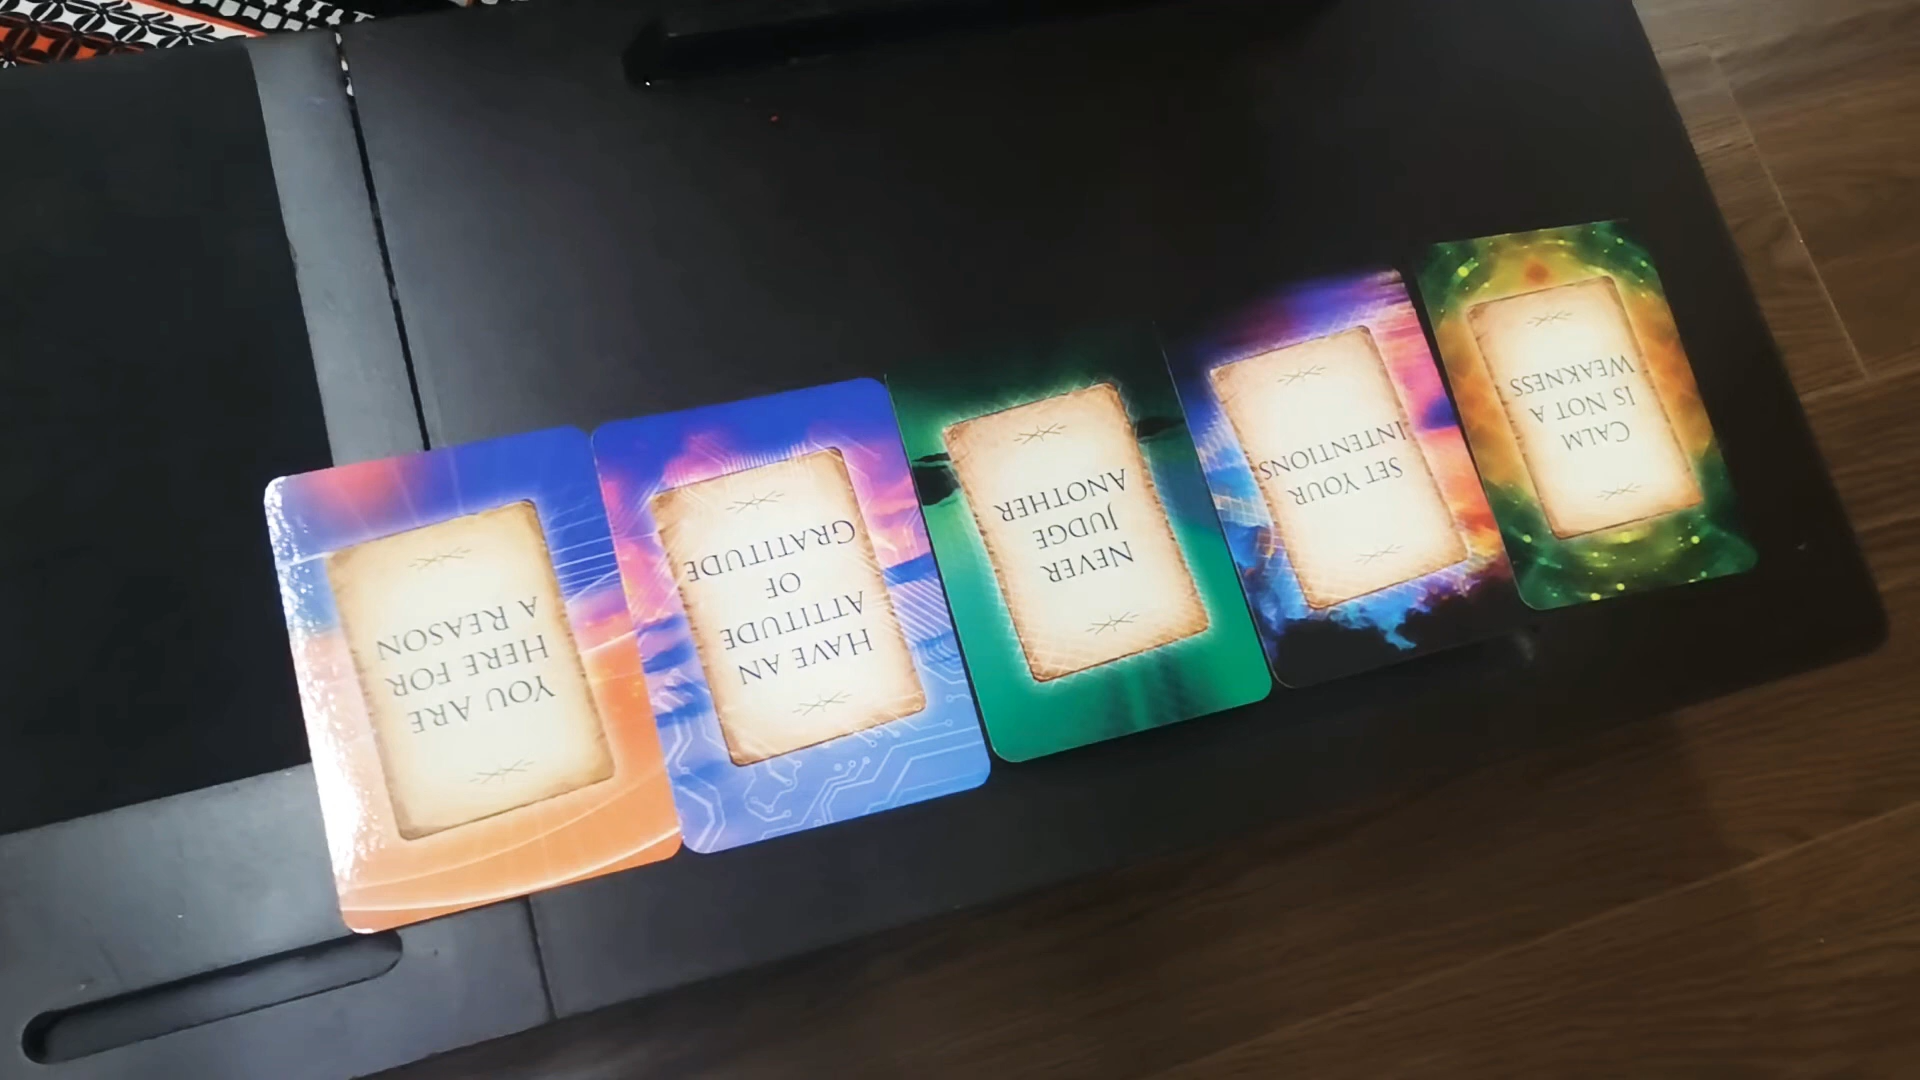 CALM
IS NOT A
WEAKNESS
SET YOUR
INTENTIONS
NEVER
JUDGE
ANOTHER
HAVE AN
ATTITUDE
OF
GRATITUDE
YOU ARE
HERE FOR
A REASON